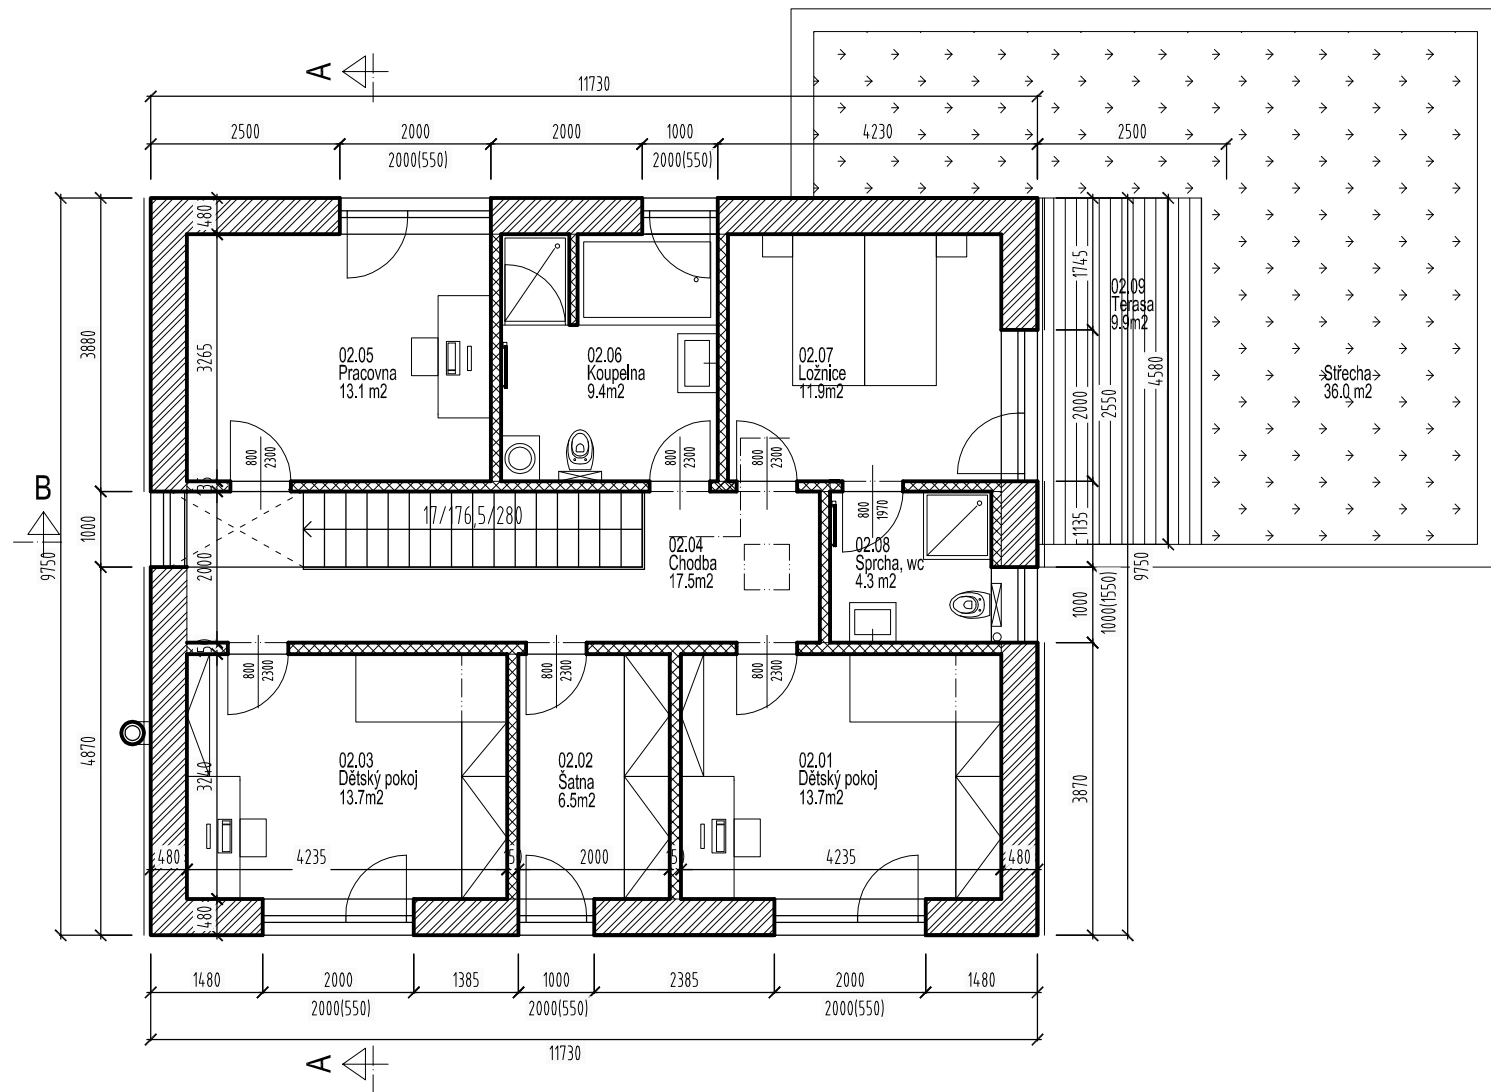 A
11730
2500
2000
2000
1000
4230
2500
2000(550)
2000(550)
480
1745
02.09
Terasa
9.9m2
3880
3265
02.05
Pracovna
13.1 m2
02.06
Koupelna
9.4m2
02.07
Ložnice
11.9m2
2000
2550
4580
Střecha
36.0 m2
800
2300
800
2300
800
2300
B
17/176,5/280
800
1970
1135
9750
1000
2000
02.04
Chodba
17.5m2
02.08
Sprcha, wc
4.3 m2
9750
1000
1000(1550)
800
2300
800
2300
800
2300
4870
3240
02.03
Dětský pokoj
13.7m2
02.02
Šatna
6.5m2
02.01
Dětský pokoj
13.7m2
3870
480
4235
2000
4235
480
480
1480
2000
1385
1000
2385
2000
1480
2000(550)
2000(550)
2000(550)
11730
A